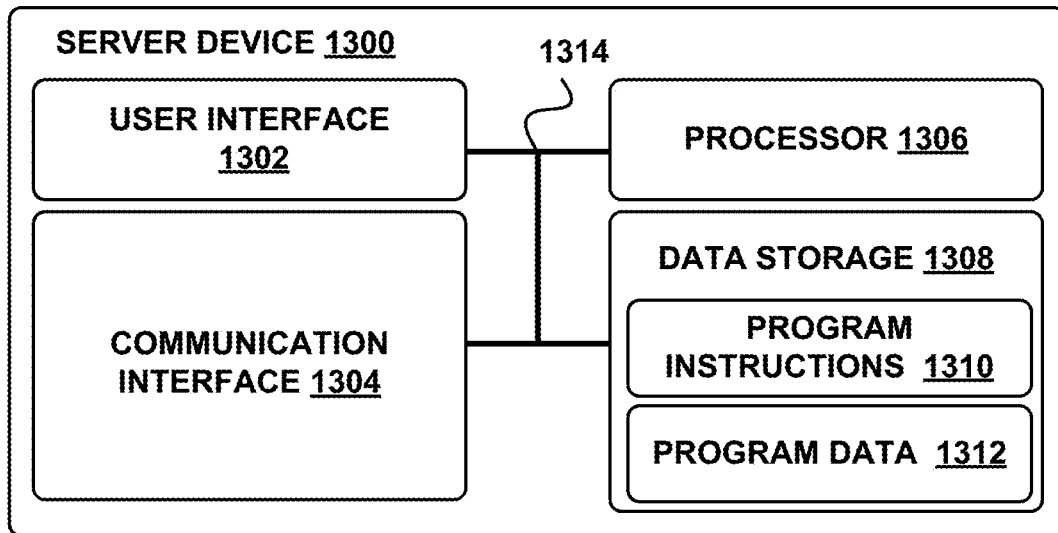 SERVER DEVICE 1300
1314
USER INTERFACE
1302
PROCESSOR 1306
COMMUNICATION
INTERFACE 1304
DATA STORAGE 1308
PROGRAM
INSTRUCTIONS 1310
PROGRAM DATA 1312